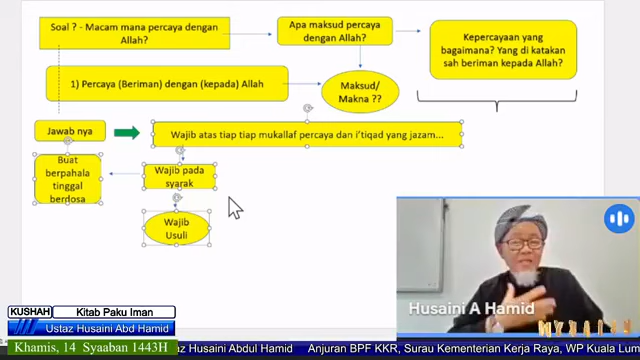 Soal ? - Macam mana percaya dengan
Allah?
Apa maksud percaya
dengan Allah?
Kepercayaan yang
bagaimana? Yang di katakan
sah beriman kepada Allah?
1) Percaya (Beriman) dengan (kepada) Allah
Maksud/
Makna ??
Jawab nya
Wajib atas tiap tiap mukallaf percaya dan i'tiqad yang jazam...
Buat
berpahala
tinggal
berdosa
Wajib pada
syarak
Wajib
Usuli
Husaini A Hamid
KUSHAH
Kitab Paku Iman
Ustaz Husaini Abd Hamid
Khamis, 14 Syaaban 1443H
taz Husaini Abdul Hamid Anjuran BPF KKR, Surau Kementerian Kerja Raya, WP Kuala Lum